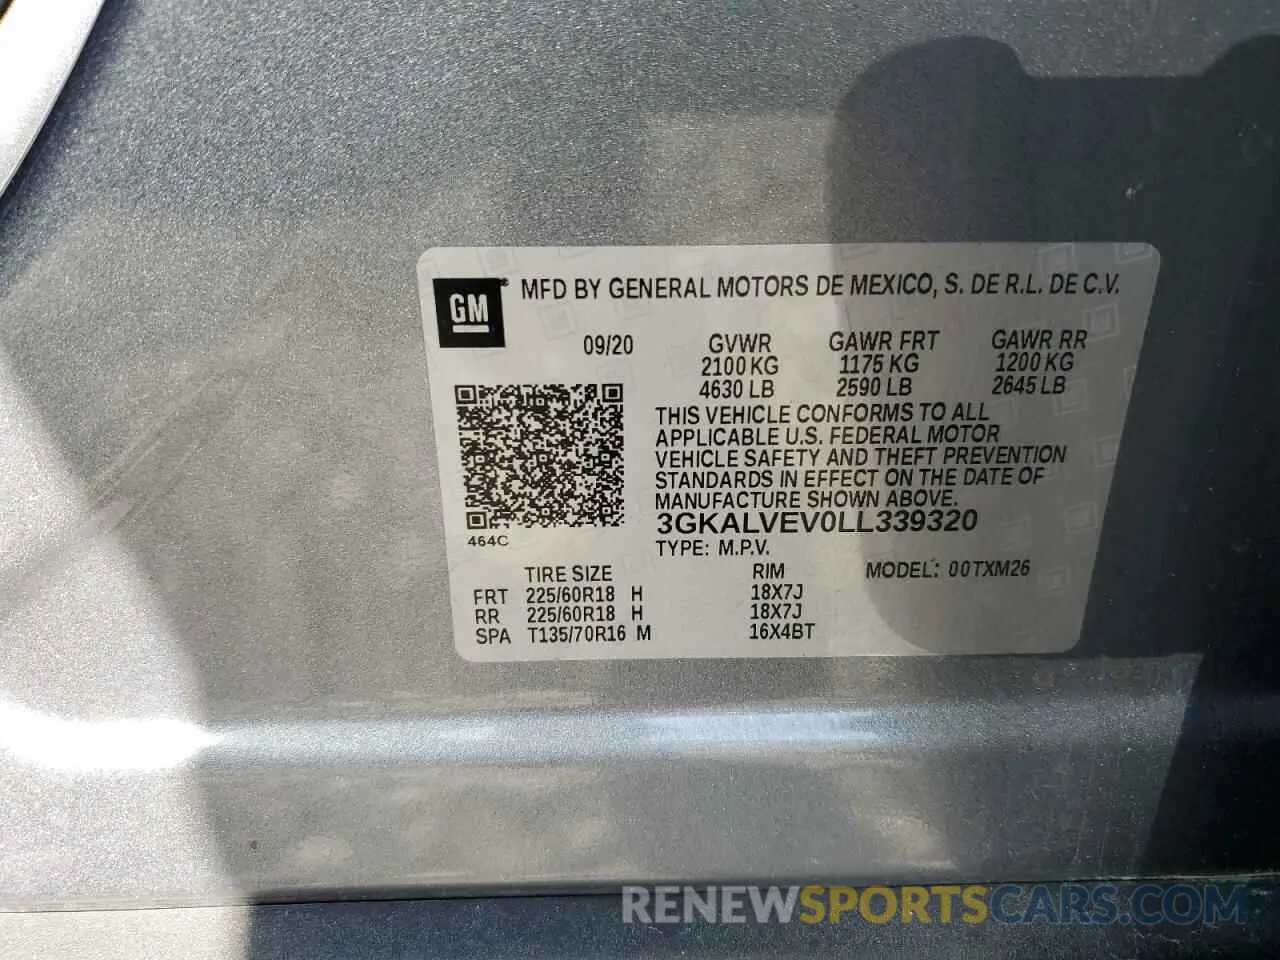 GM ® MFD BY GENERAL MOTORS DE MEXICO, S. DE R.L. DE C.V.
09/20 GVWR GAWR FRT GAWR RR
2100 KG 1175 KG 1200 KG
4630 LB 2590 LB 2645 LB
THIS VEHICLE CONFORMS TO ALL
APPLICABLE U.S. FEDERAL MOTOR
VEHICLE SAFETY AND THEFT PREVENTION
STANDARDS IN EFFECT ON THE DATE OF
MANUFACTURE SHOWN ABOVE.
3GKALVEV0LL339320
464C
TYPE: M.P.V.
TIRE SIZE RIM MODEL: 00TXM26
FRT 225/60R18 H 18X7J
RR 225/60R18 H 18X7J
SPA T135/70R16 M 16X4BT
RENEWSPORTSCARS.COM